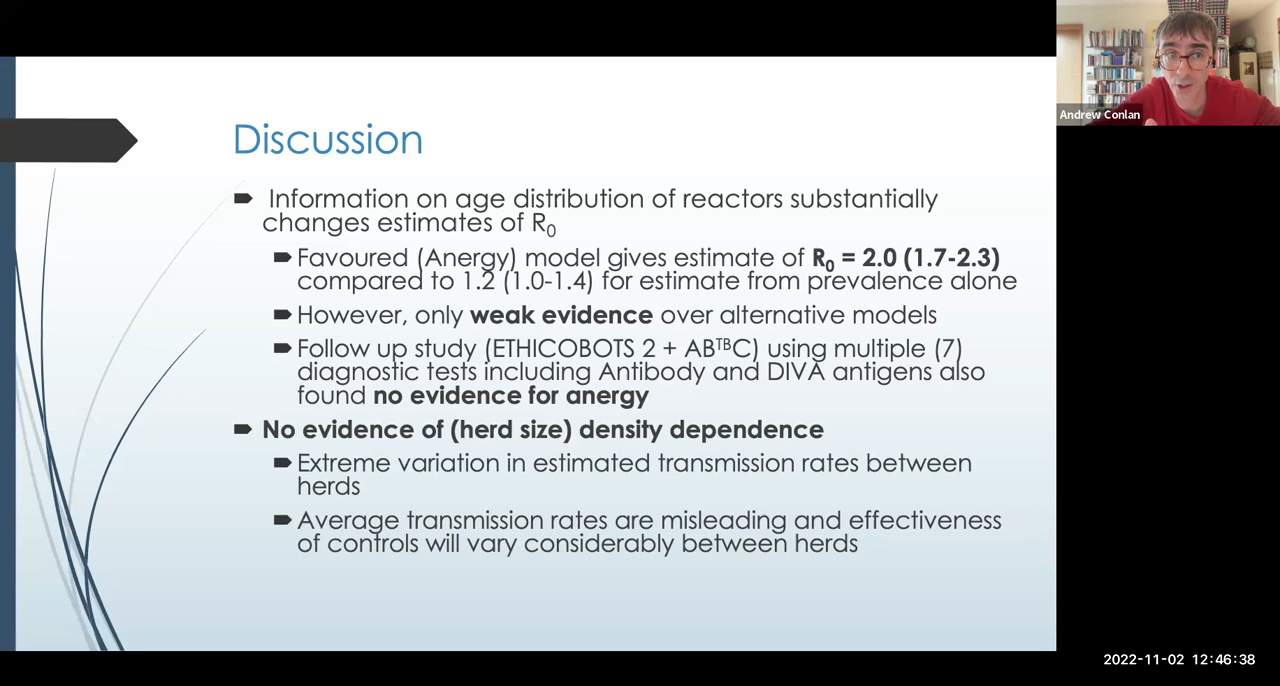 Discussion
Information on age distribution of reactors substantially
changes estimates of R0
Favoured (Anergy) model gives estimate of R0 = 2.0 (1.7-2.3)
compared to 1.2 (1.0-1.4) for estimate from prevalence alone
However, only weak evidence over alternative models
Follow up study (ETHICOBOTS 2 + ABTBC) using multiple (7)
diagnostic tests including Antibody and DIVA antigens also
found no evidence for anergy
No evidence of (herd size) density dependence
Extreme variation in estimated transmission rates between
herds
Average transmission rates are misleading and effectiveness
of controls will vary considerably between herds
Andrew Conlan
2022-11-02 12:46:38